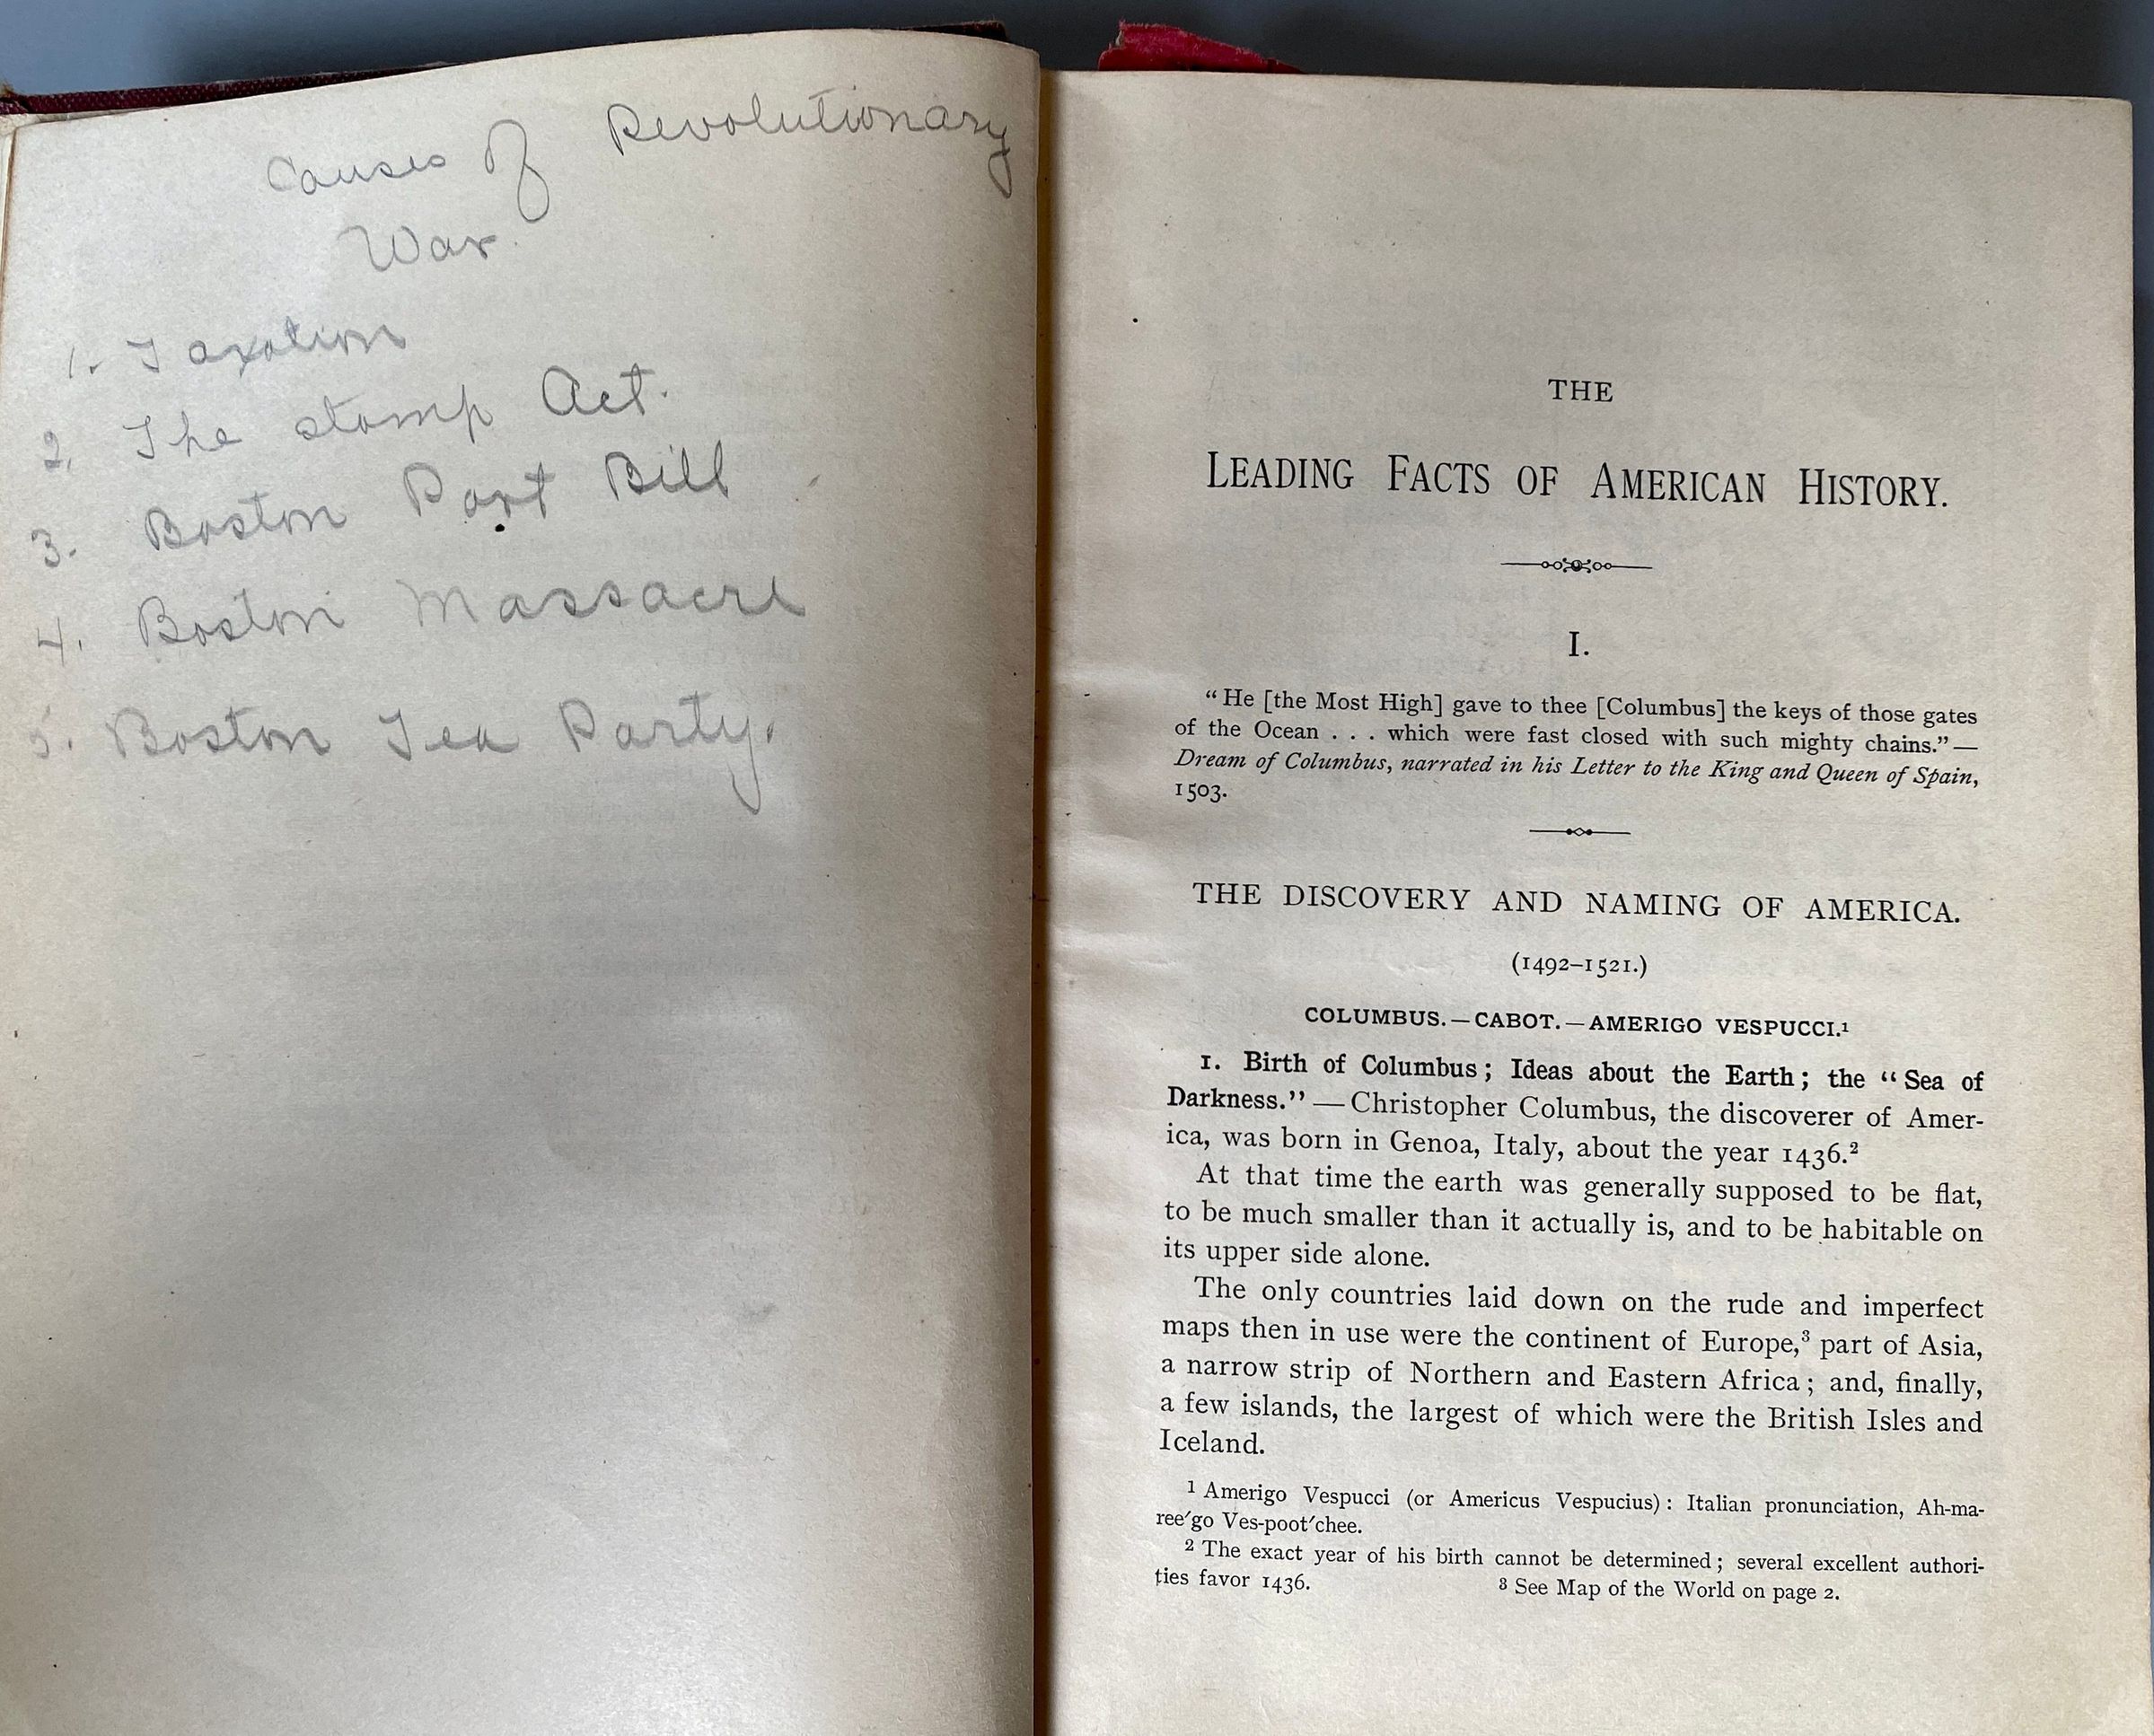 Causes of Revolutionary
War.
1. Taxation
2. The stamp Act.
3. Boston Port Bill
4. Boston Massacre
5. Boston Tea Party.
THE
LEADING FACTS OF AMERICAN HISTORY.
I.
“He [the Most High] gave to thee [Columbus] the keys of those gates
of the Ocean . . . which were fast closed with such mighty chains.”—
Dream of Columbus, narrated in his Letter to the King and Queen of Spain,
1503.
THE DISCOVERY AND NAMING OF AMERICA.
(1492–1521.)
COLUMBUS.—CABOT.—AMERIGO VESPUCCI.¹
1. Birth of Columbus; Ideas about the Earth; the “Sea of
Darkness.”—Christopher Columbus, the discoverer of Amer-
ica, was born in Genoa, Italy, about the year 1436.²
At that time the earth was generally supposed to be flat,
to be much smaller than it actually is, and to be habitable on
its upper side alone.
The only countries laid down on the rude and imperfect
maps then in use were the continent of Europe,³ part of Asia,
a narrow strip of Northern and Eastern Africa; and, finally,
a few islands, the largest of which were the British Isles and
Iceland.
¹ Amerigo Vespucci (or Americus Vespucius): Italian pronunciation, Ah-ma-
ree′go Ves-poot′chee.
² The exact year of his birth cannot be determined; several excellent authori-
ties favor 1436. ³ See Map of the World on page 2.